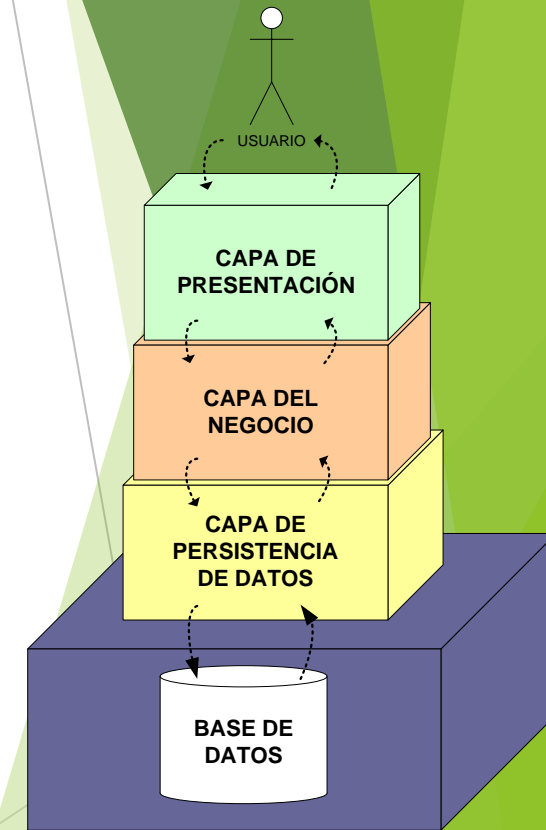 USUARIO
CAPA DE
PRESENTACIÓN
CAPA DEL
NEGOCIO
CAPA DE
PERSISTENCIA
DE DATOS
BASE DE
DATOS